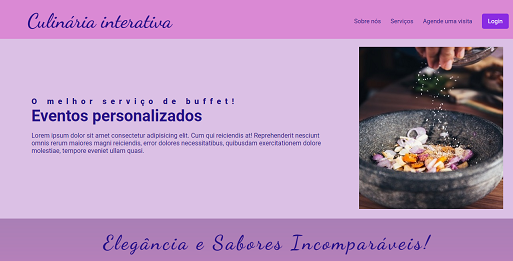 Culinária interativa
Sobre nós
Serviços
Agende uma visita
Login
O melhor serviço de buffet!
Eventos personalizados
Lorem ipsum dolor sit amet consectetur adipisicing elit. Cum qui reiciendis at! Reprehenderit nesciunt
omnis rerum maiores magni reiciendis, error dolores necessitatibus, quibusdam exercitationem dolore
molestiae, tempore eveniet ullam quasi.
Elegância e Sabores Incomparáveis!